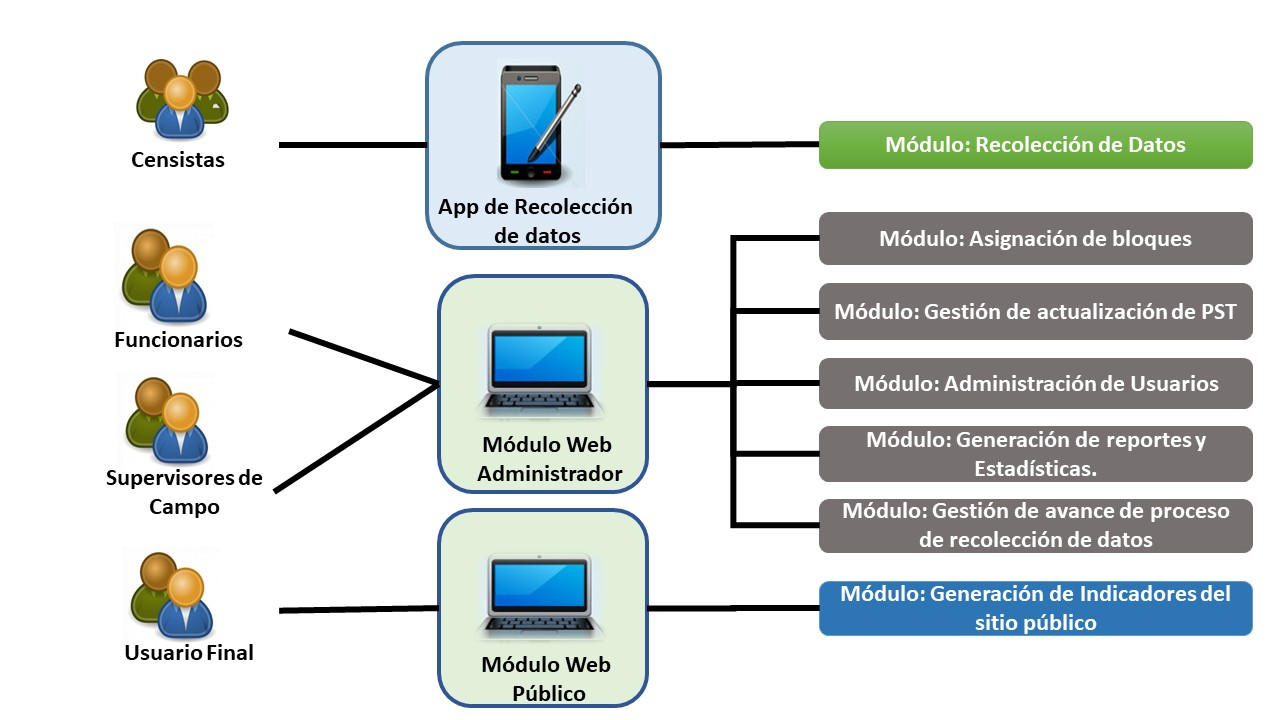 Censistas
App de Recolección
de datos
Módulo: Recolección de Datos
Funcionarios
Supervisores de
Campo
Módulo Web
Administrador
Módulo: Asignación de bloques
Módulo: Gestión de actualización de PST
Módulo: Administración de Usuarios
Módulo: Generación de reportes y
Estadísticas.
Módulo: Gestión de avance de proceso
de recolección de datos
Usuario Final
Módulo Web
Público
Módulo: Generación de Indicadores del
sitio público